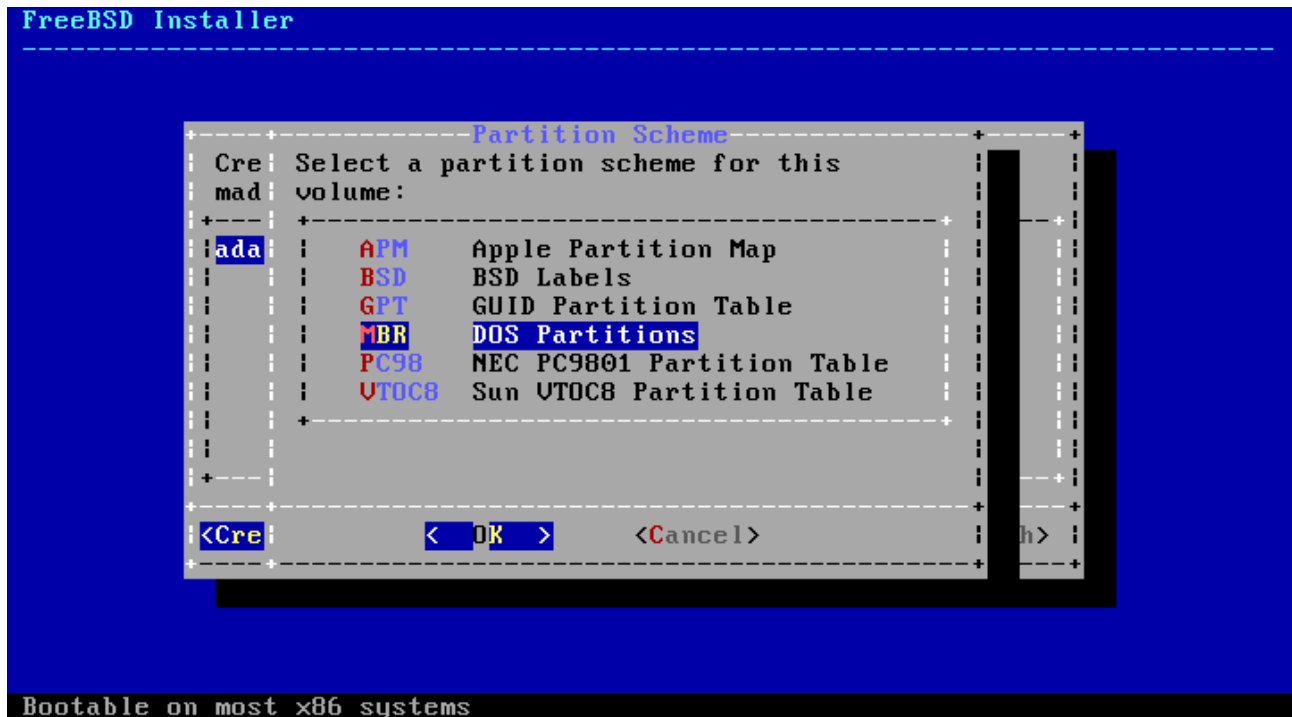 FreeBSD Installer
Partition Scheme
Cre Select a partition scheme for this
mad volume:
ada APM Apple Partition Map
BSD BSD Labels
GPT GUID Partition Table
MBR DOS Partitions
PC98 NEC PC9801 Partition Table
VTOC8 Sun VTOC8 Partition Table
<Cre < OK > <Cancel> h>
Bootable on most x86 systems